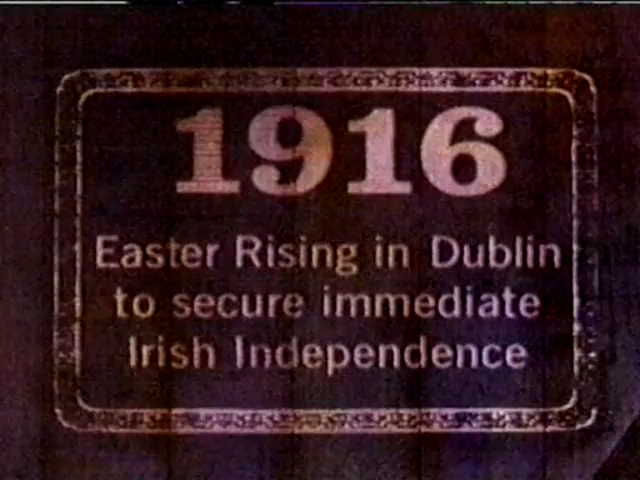 1916
Easter Rising in Dublin
to secure immediate
Irish Independence